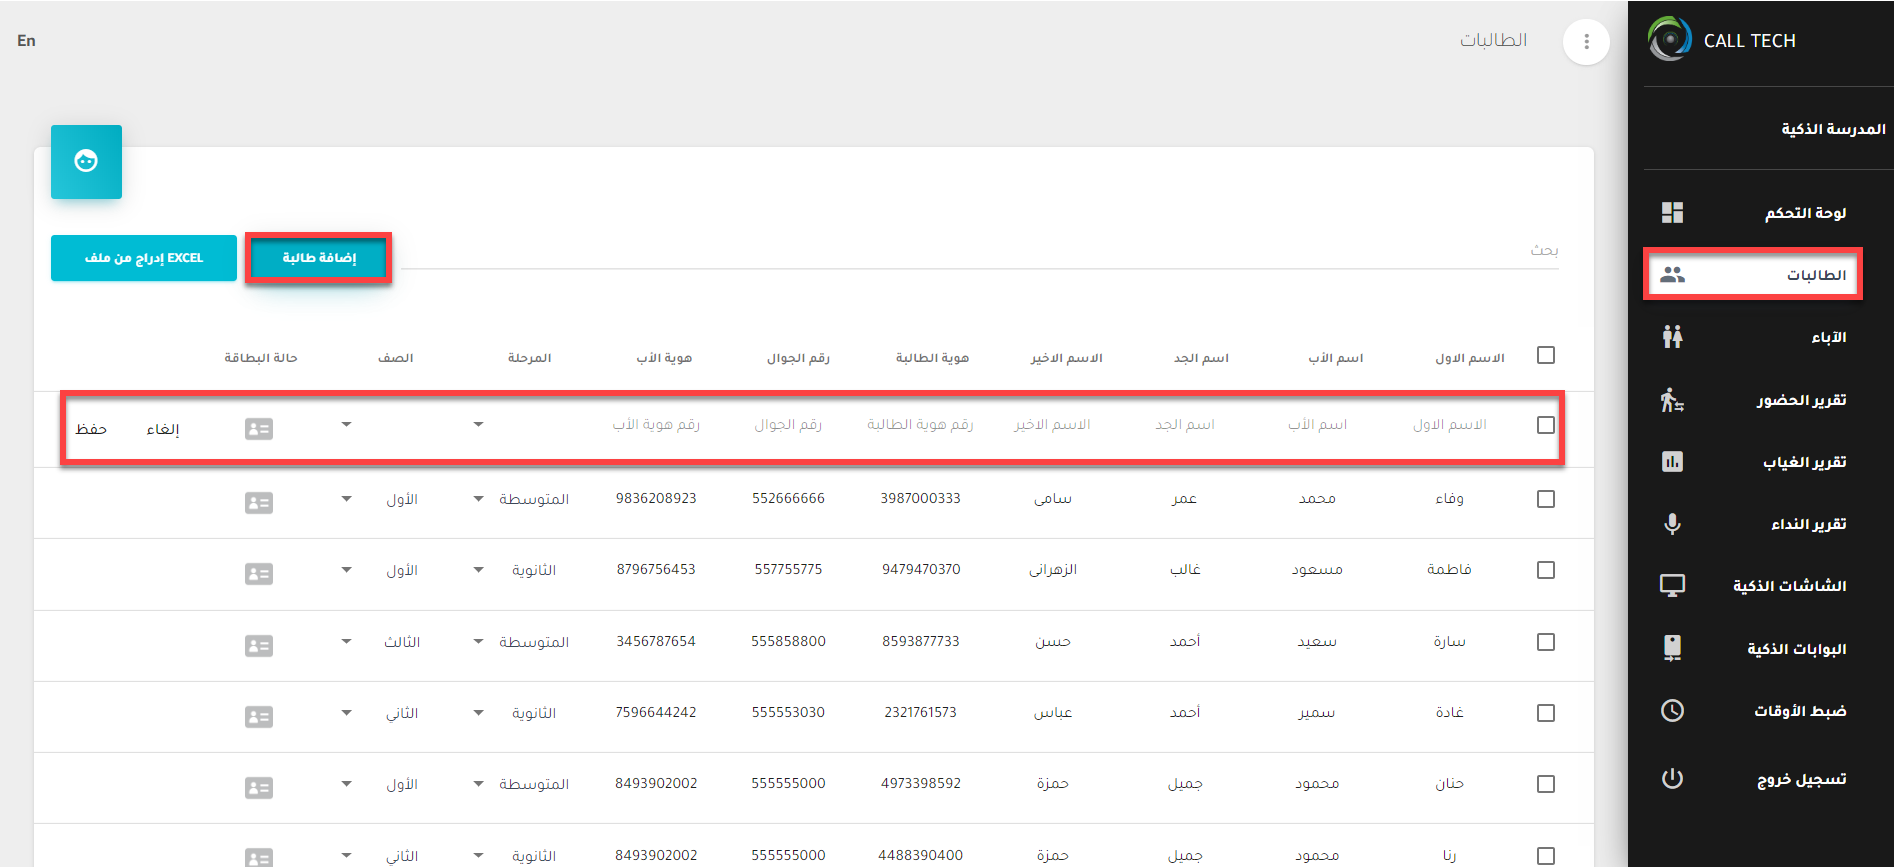 CALL TECH
المدرسة الذكية
لوحة التحكم
الطالبات
الآباء
تقرير الحضور
تقرير الغياب
تقرير النداء
الشاشات الذكية
البوابات الذكية
ضبط الأوقات
تسجيل خروج
الطالبات
En
بحث
إضافة طالبة
EXCEL إدراج من ملف
الاسم الاول اسم الأب اسم الجد الاسم الاخير هوية الطالبة رقم الجوال هوية الأب المرحلة الصف حالة البطاقة
الاسم الاول اسم الأب اسم الجد الاسم الاخير رقم هوية الطالبة رقم الجوال رقم هوية الأب إلغاء حفظ
وفاء محمد عمر سامى 3987000333 552666666 9836208923 المتوسطة الأول
فاطمة مسعود غالب الزهرانى 9479470370 557755775 8796756453 الثانوية الأول
سارة سعيد أحمد حسن 8593877733 555858800 3456787654 المتوسطة الثالث
غادة سمير أحمد عباس 2321761573 555553030 7596644242 الثانوية الثاني
حنان محمود جميل حمزة 4973398592 555555000 8493902002 المتوسطة الأول
رنا محمود جميل حمزة 4488390400 555555000 8493902002 الثانوية الثاني